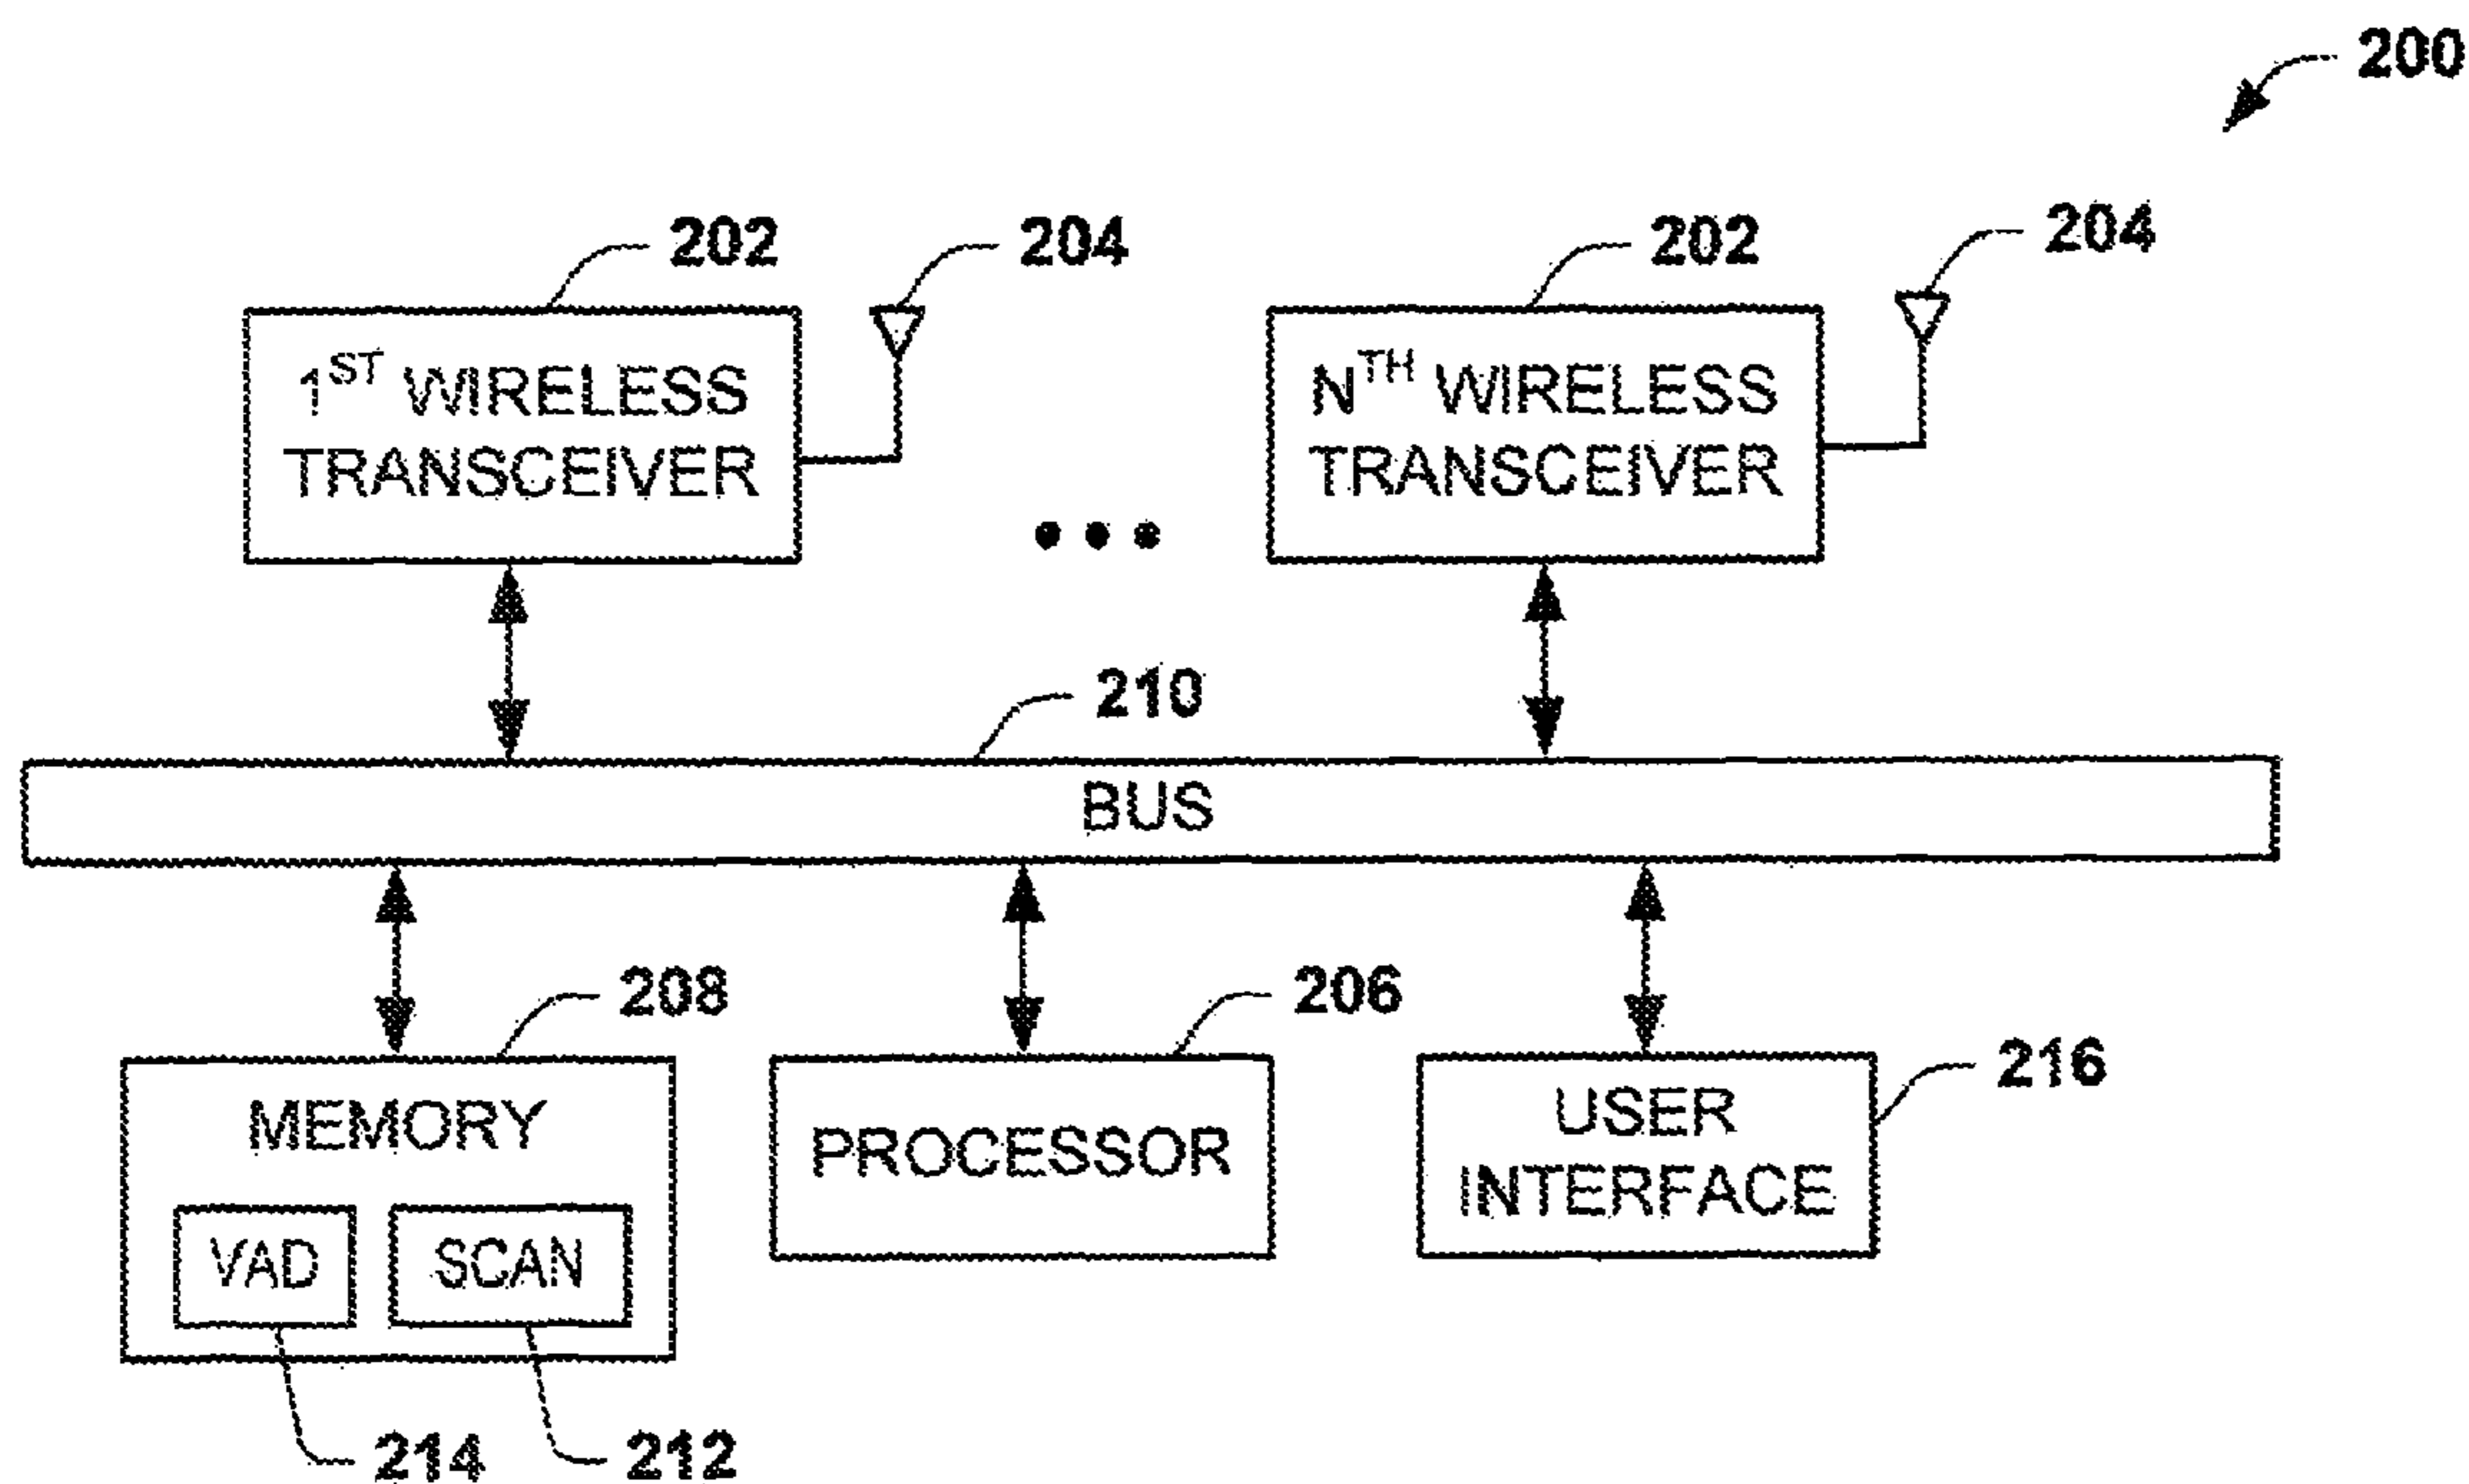 200
202
204
202
204
1ST WIRELESS
TRANSCEIVER
NTH WIRELESS
TRANSCEIVER
210
BUS
208
206
216
MEMORY
PROCESSOR
USER
INTERFACE
VAD
SCAN
214
212